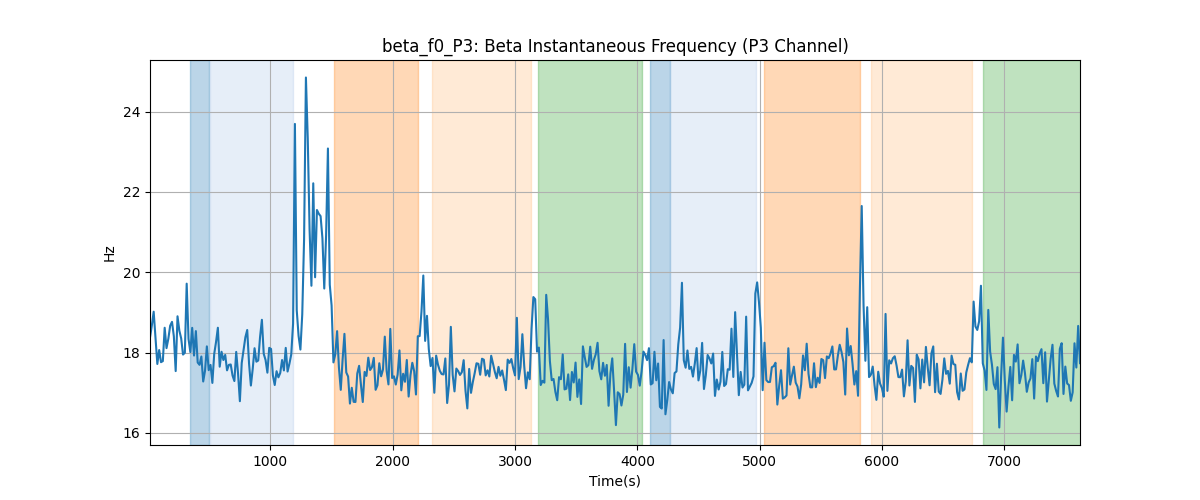 beta_f0_P3: Beta Instantaneous Frequency (P3 Channel)
24
22
20
18
16
Hz
1000 2000 3000 4000 5000 6000 7000
Time(s)